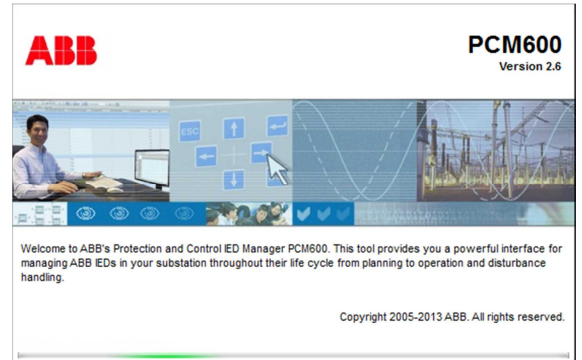 ABB
PCM600
Version 2.6
ESC
Welcome to ABB's Protection and Control IED Manager PCM600. This tool provides you a powerful interface for
managing ABB IEDs in your substation throughout their life cycle from planning to operation and disturbance
handling.
Copyright 2005-2013 ABB. All rights reserved.